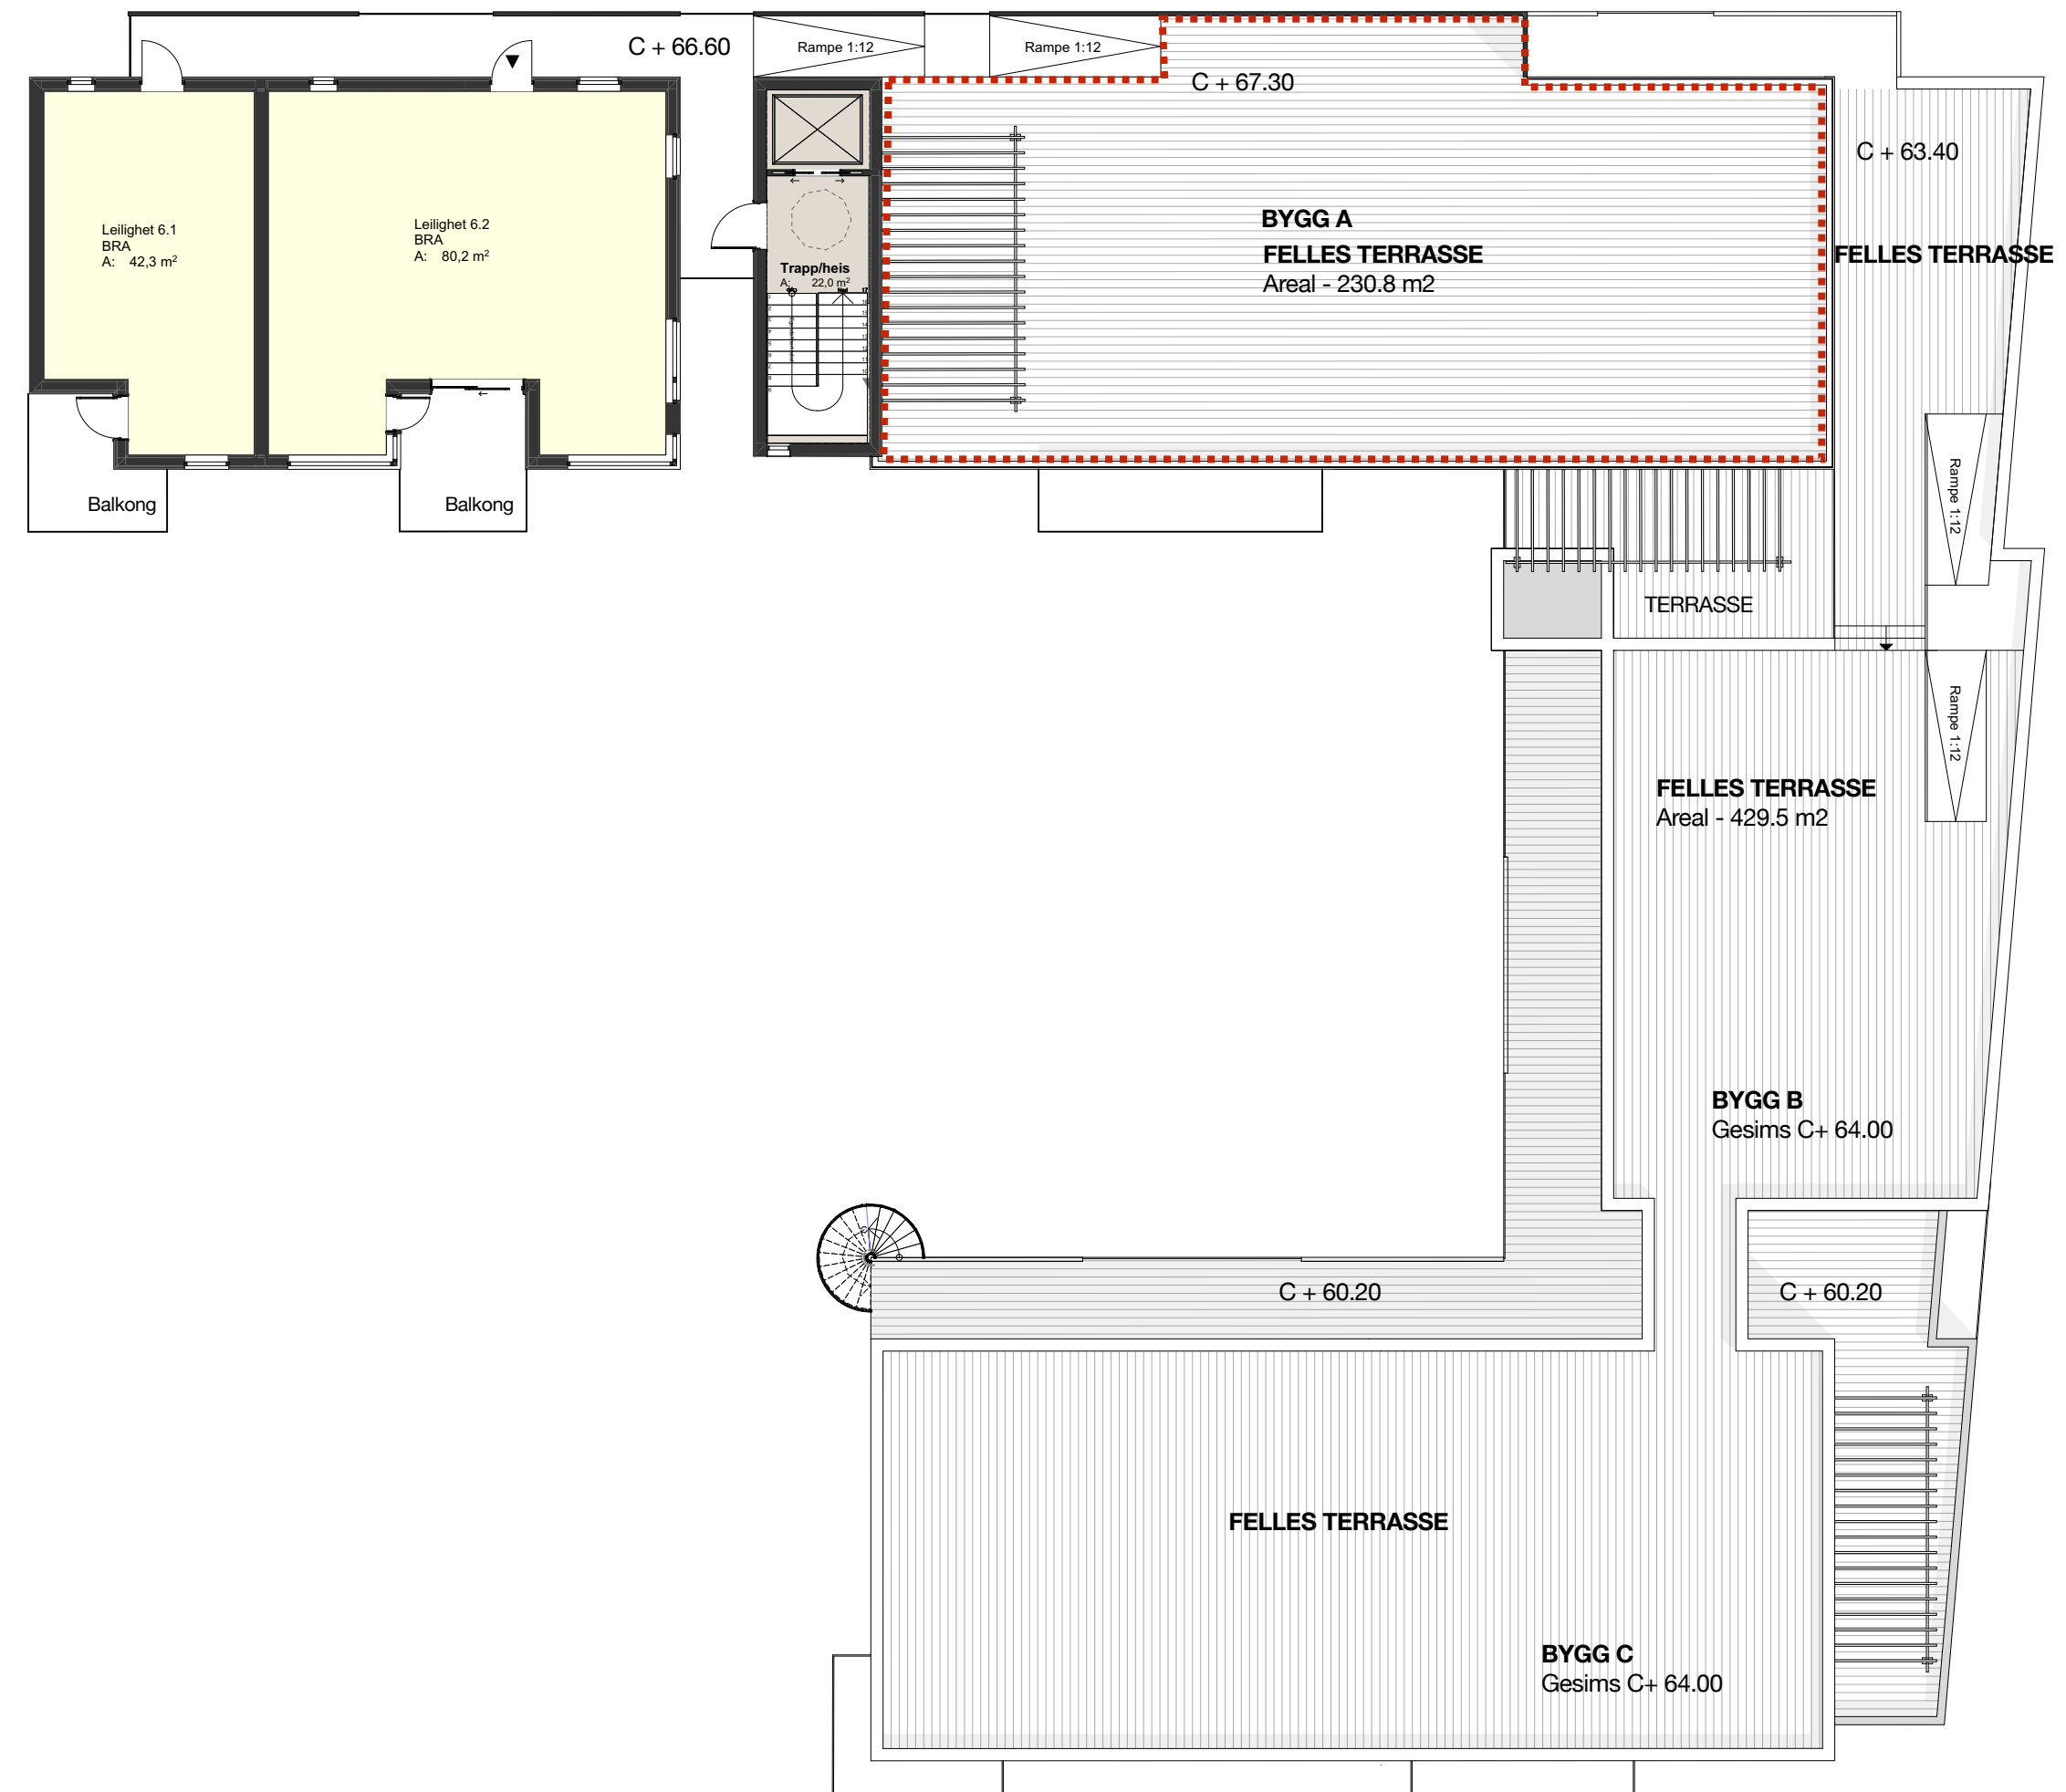 C + 66.60
Rampe 1:12
Rampe 1:12
C + 67.30
C + 63.40
Leilighet 6.1
BRA
A: 42,3 m²
Leilighet 6.2
BRA
A: 80,2 m²
Trapp/heis
A: 22,0 m²
BYGG A
FELLES TERRASSE
Areal - 230.8 m2
FELLES TERRASSE
Balkong
Balkong
Rampe 1:12
TERRASSE
Rampe 1:12
FELLES TERRASSE
Areal - 429.5 m2
BYGG B
Gesims C+ 64.00
C + 60.20
C + 60.20
FELLES TERRASSE
BYGG C
Gesims C+ 64.00